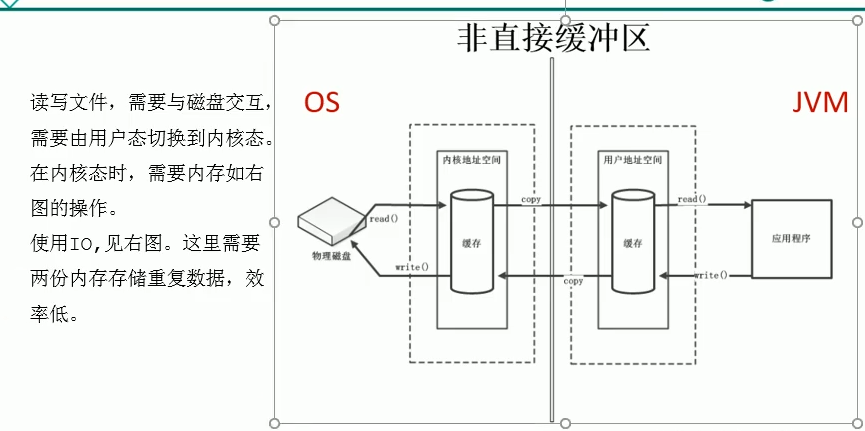 非直接缓冲区
读写文件，需要与磁盘交互，
需要由用户态切换到内核态。
在内核态时，需要内存如右
图的操作。
使用IO,见右图。这里需要
两份内存存储重复数据，效
率低。
OS
JVM
内核地址空间
用户地址空间
copy
read()
read()
缓存
缓存
应用程序
物理磁盘
write()
copy
write()